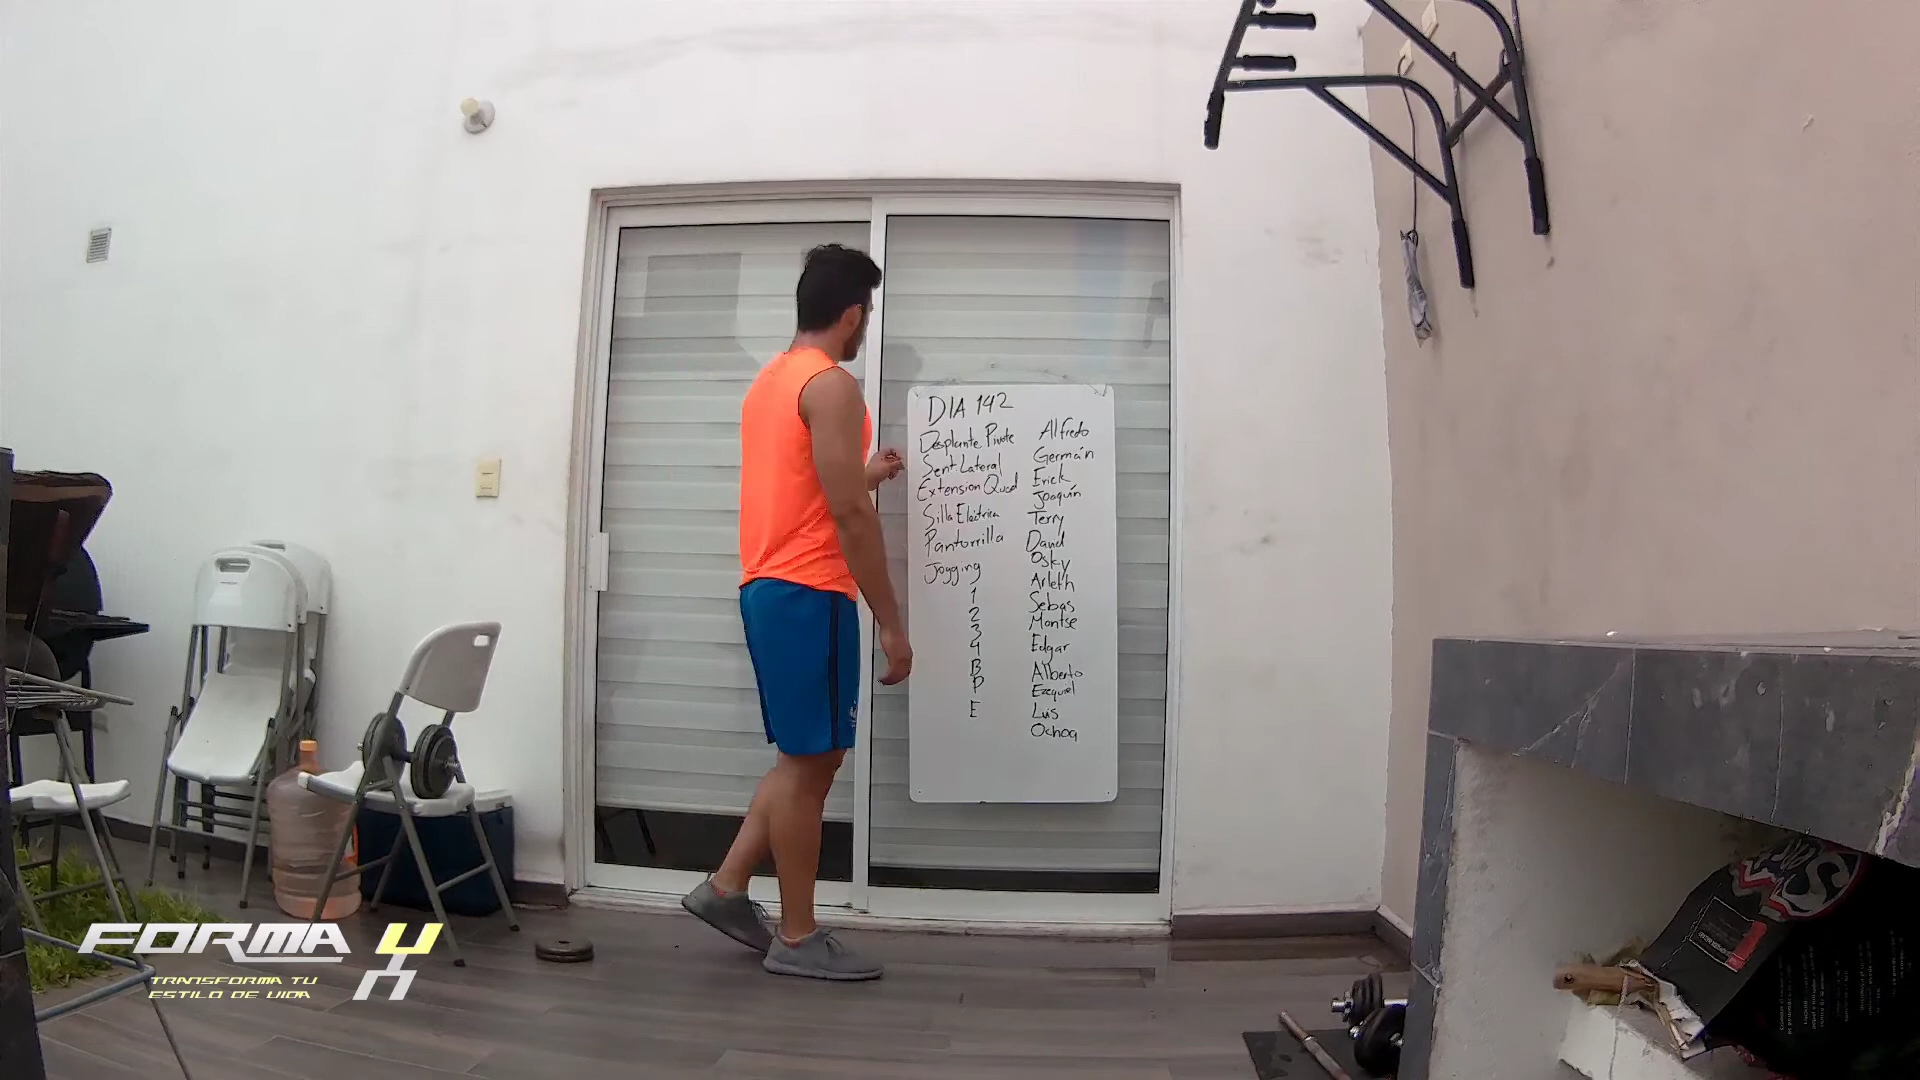 DIA 142
Desplante Pivote
Sent Lateral
Extension Quad
Silla Eléctrica
Pantorrilla
Jogging
1
2
3
4
B
P
E
Alfredo
Germán
Erick
Joaquín
Terry
David
Osky
Arleth
Sebas
Montse
Edgar
Alberto
Ezequiel
Luis
Ochoa
FORMA
TRANSFORMA TU
ESTILO DE VIDA